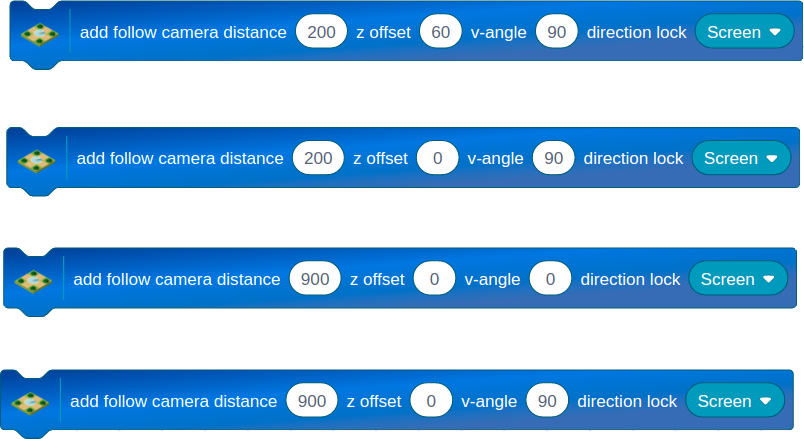 add follow camera distance 200 z offset 60 v-angle 90 direction lock Screen
add follow camera distance 200 z offset 0 v-angle 90 direction lock Screen
add follow camera distance 900 z offset 0 v-angle 0 direction lock Screen
add follow camera distance 900 z offset 0 v-angle 90 direction lock Screen